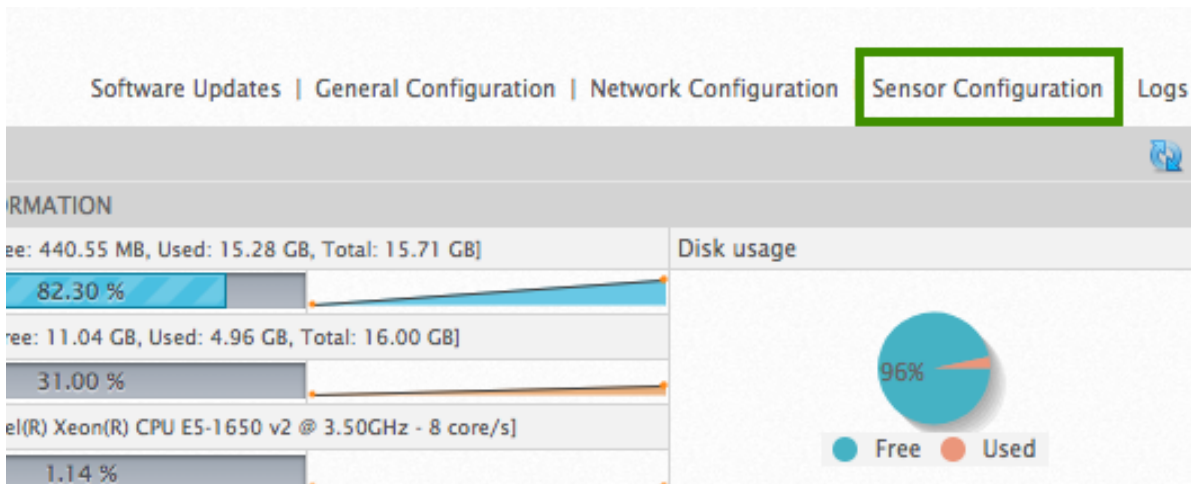 Software Updates | General Configuration | Network Configuration Sensor Configuration Logs
RMATION
ee: 440.55 MB, Used: 15.28 GB, Total: 15.71 GB]
Disk usage
82.30 %
ree: 11.04 GB, Used: 4.96 GB, Total: 16.00 GB]
31.00 %
96%
el(R) Xeon(R) CPU E5-1650 v2 @ 3.50GHz - 8 core/s]
Free Used
1.14 %